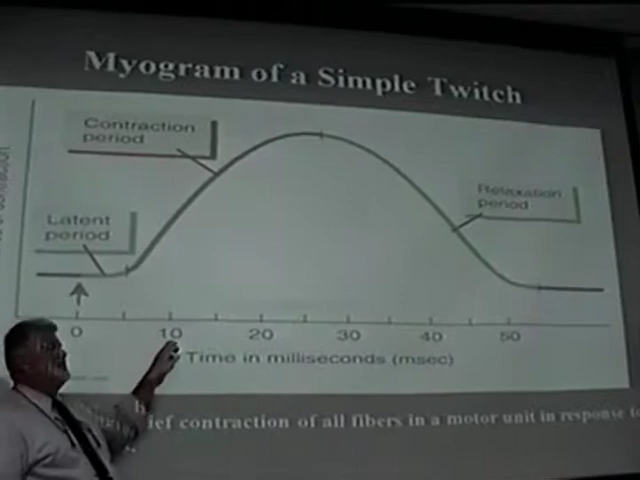 Myogram of a Simple Twitch
Contraction
period
Relaxation
period
Latent
period
0 10 20 30 40 50
Time in milliseconds (msec)
contraction of all fibers in a motor unit in response